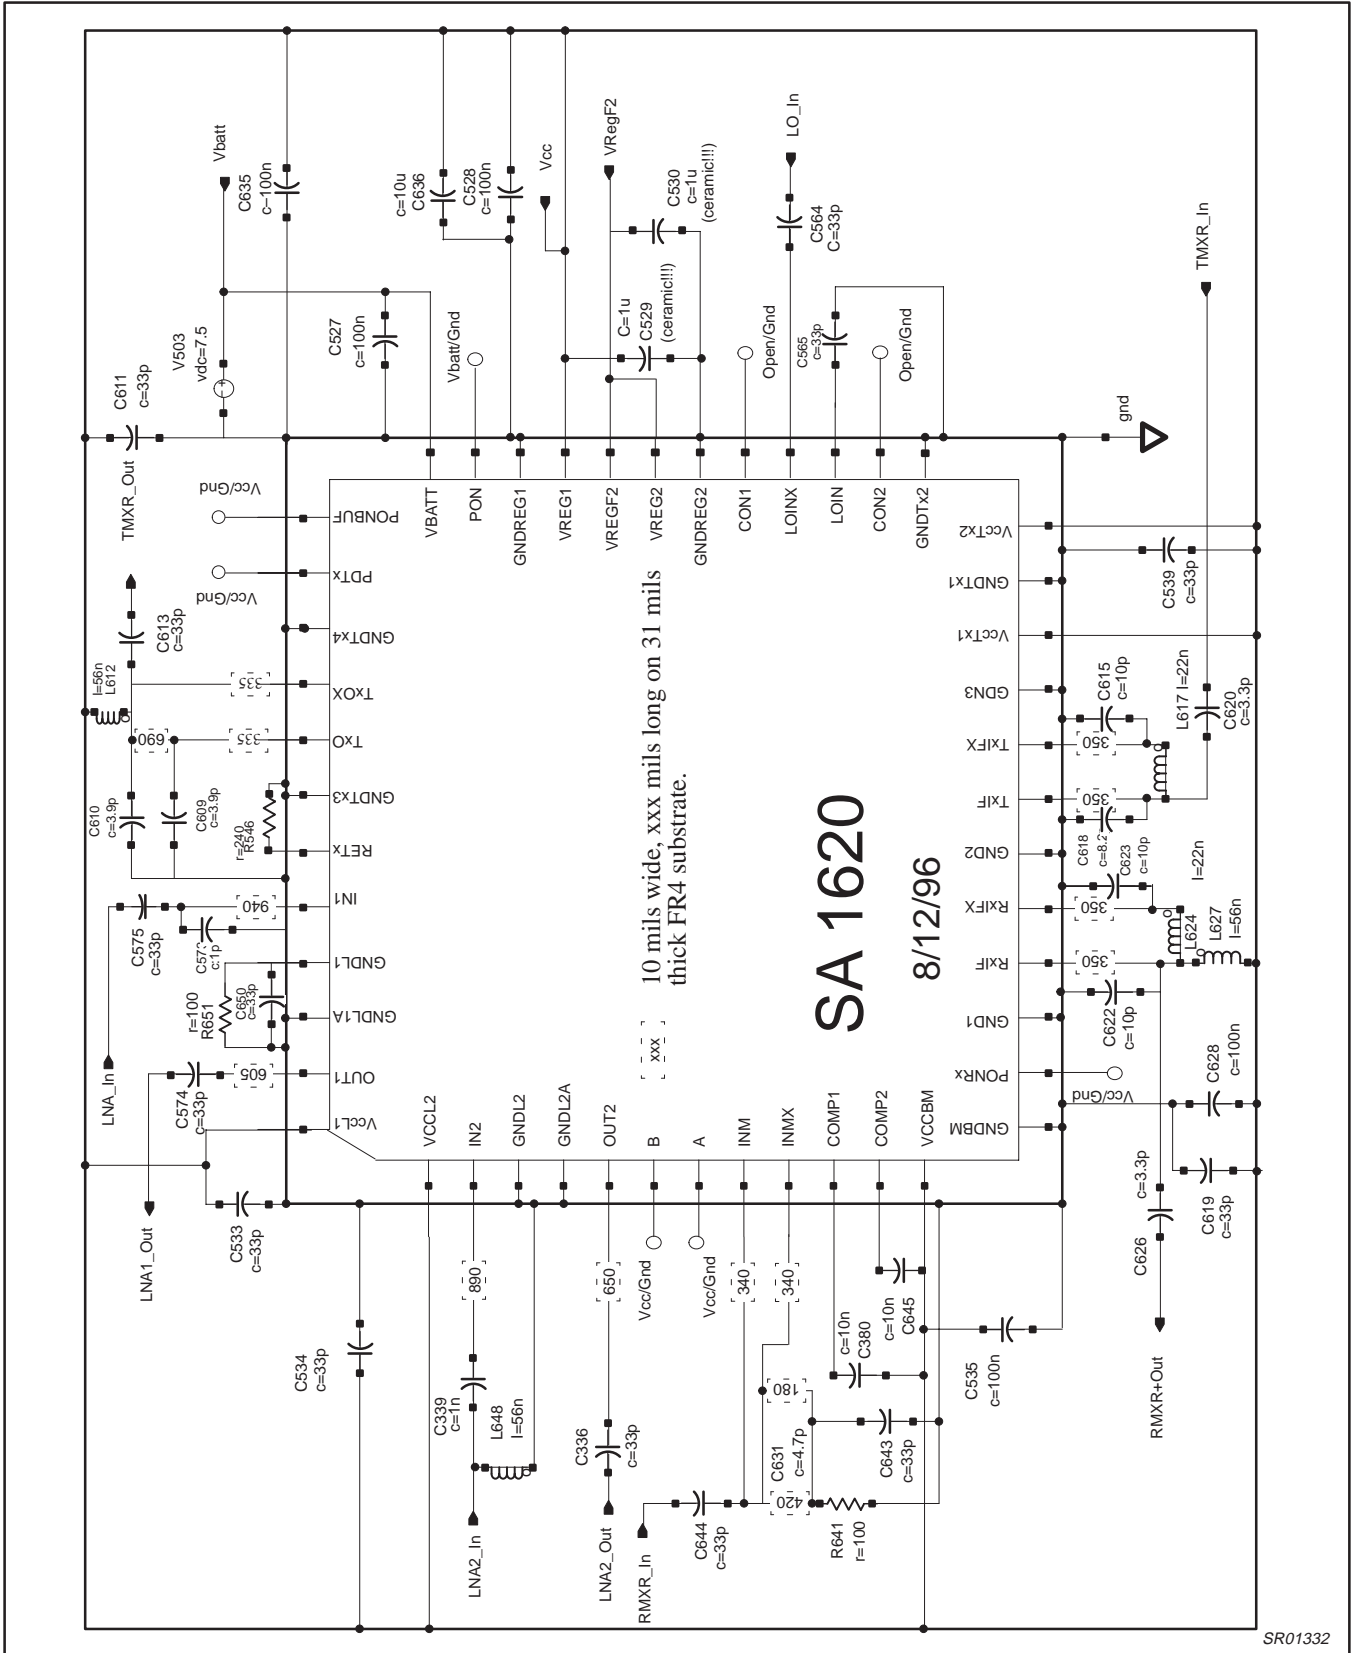 Vbatt
C635
c–100n
V503
vdc=7.5
C611
c=33p
TMXR_Out
C527
c=100n
Vbatt/Gnd
c=10u
C636
C528
c=100n
Vcc
VRegF2
C530
c=1u
(ceramic!!!)
C=1u
C529
(ceramic!!!)
LO_In
C564
C=33p
Open/Gnd
C565
c=33p
Open/Gnd
TMXR_In
gnd
Vcc/Gnd
Vcc/Gnd
C613
c=33p
l=56n
L612
335
335
690
C610
c=3.9p
C609
c=3.9p
r=240
R546
940
C575
c=33p
c:1p
LNA_In
r=100
R651
C650
c=33p
605
C574
c=33p
LNA1_Out
C533
c=33p
PONBUF
PDTx
GNDTx4
TxOX
TxO
GNDTx3
RETx
IN1
GNDL1
GNDL1A
OUT1
VccL1
VBATT
PON
GNDREG1
VREG1
VREGF2
VREG2
GNDREG2
CON1
LOINX
LOIN
CON2
GNDTx2
VccTx2
GNDTx1
VccTx1
GDN3
TxIFX
TxIF
GND2
RxIFX
RxIF
GND1
PONRx
GNDBM
VCCL2
IN2
GNDL2
GNDL2A
OUT2
B
A
INM
INMX
COMP1
COMP2
VCCBM
10 mils wide, xxx mils long on 31 mils
thick FR4 substrate.
xxx
SA 1620
8/12/96
C539
c=33p
C615
c=10p
350
L617 l=22n
C620
c=3.3p
350
C618
C623
c=10p
350
l=22n
L624
L627
l=56n
350
C622
c=10p
Vcc/Gnd
C628
c=100n
C619
c=33p
c=3.3p
C626
RMXR+Out
C534
c=33p
890
C339
c=1n
L648
l=56n
LNA2_In
650
C336
c=33p
LNA2_Out
Vcc/Gnd
Vcc/Gnd
340
340
180
C631
c=4.7p
420
C644
c=33p
RMXR_In
R641
r=100
C643
c=33p
c=10n
C380
c=10n
C645
C535
c=100n
SR01332